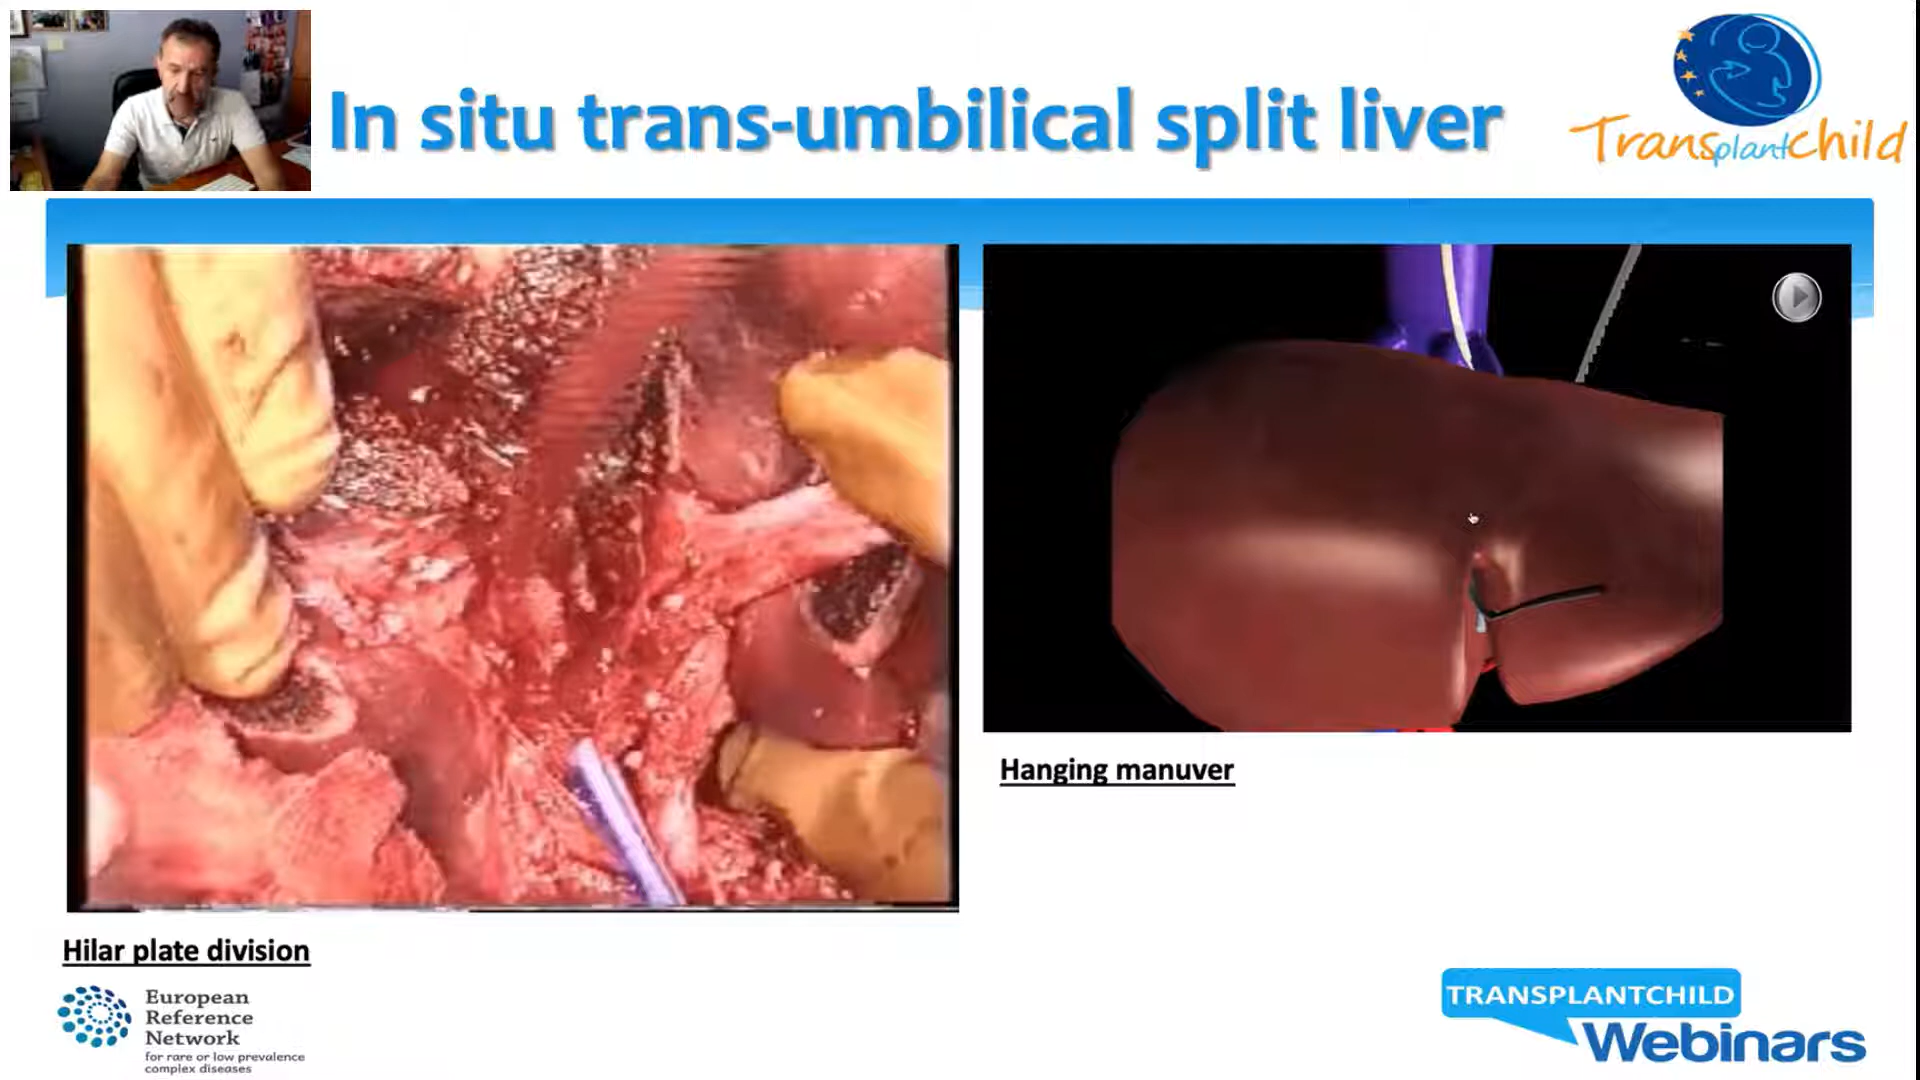 In situ trans-umbilical split liver
Transplantchild
Hanging manuver
Hilar plate division
European
Reference
Network
for rare or low prevalence
complex diseases
TRANSPLANTCHILD
Webinars